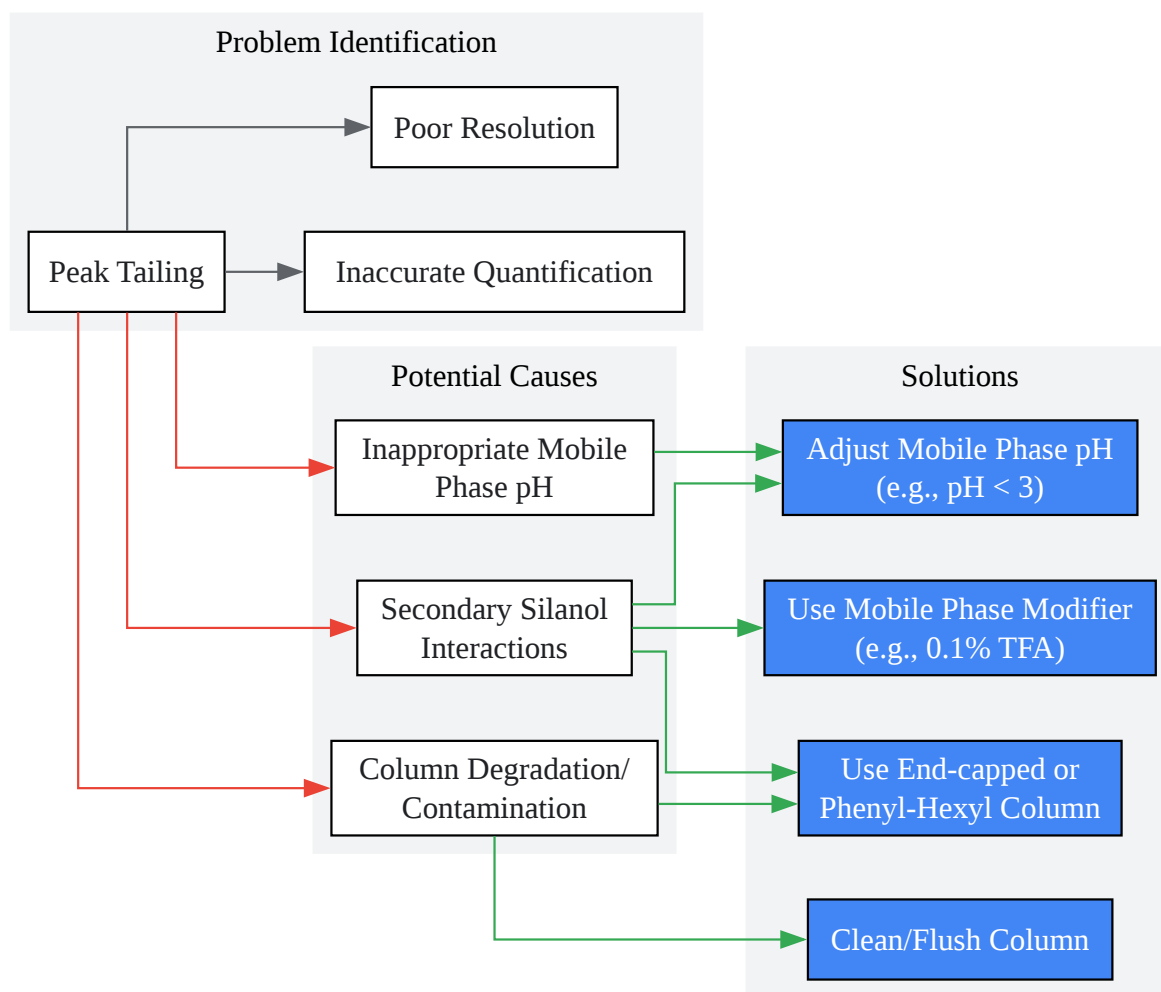 Problem Identification
Poor Resolution
Peak Tailing
Inaccurate Quantification
Potential Causes
Inappropriate Mobile
Phase pH
Secondary Silanol
Interactions
Column Degradation/
Contamination
Solutions
Adjust Mobile Phase pH
(e.g., pH < 3)
Use Mobile Phase Modifier
(e.g., 0.1% TFA)
Use End-capped or
Phenyl-Hexyl Column
Clean/Flush Column